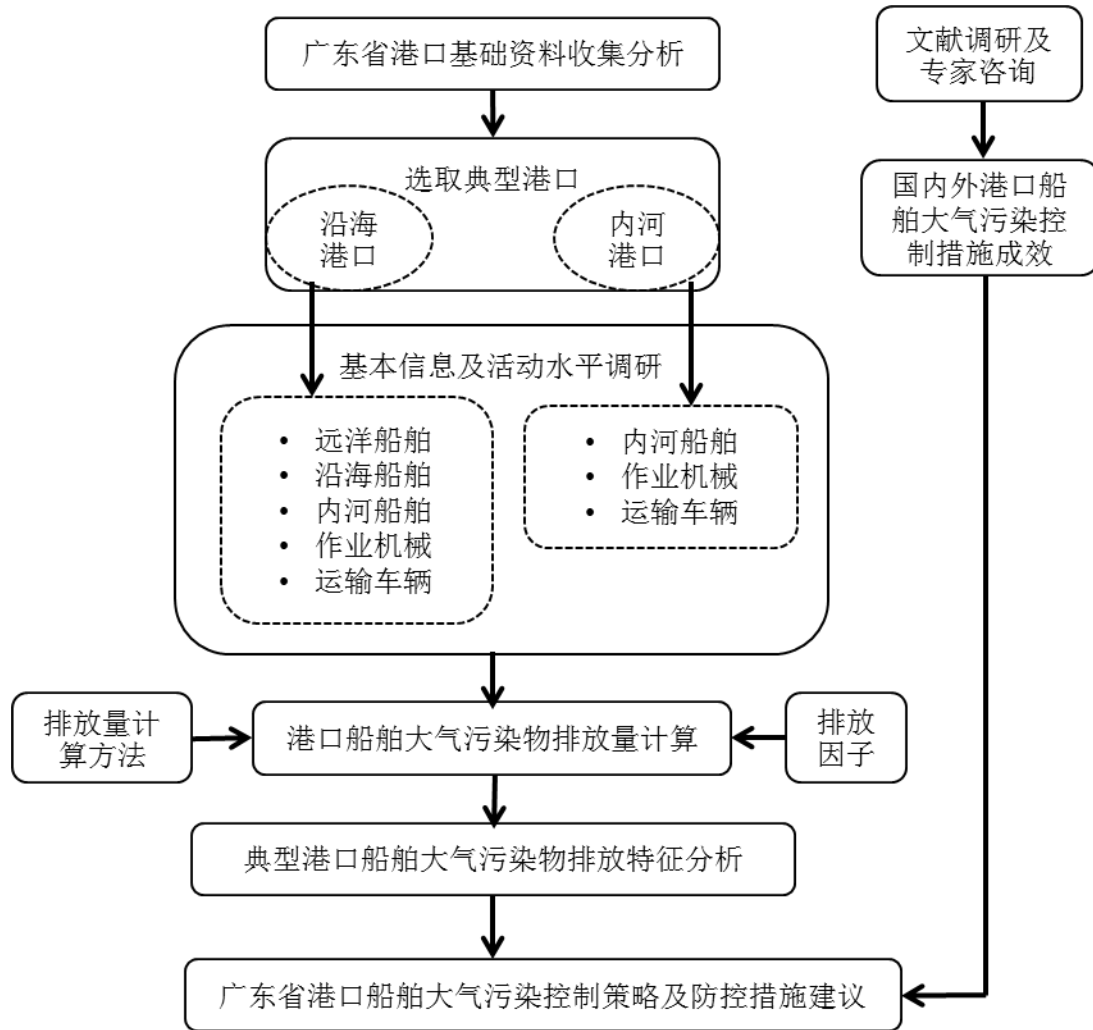 广东省港口基础资料收集分析
文献调研及
专家咨询
选取典型港口
沿海
港口
内河
港口
国内外港口船
舶大气污染控
制措施成效
基本信息及活动水平调研
• 远洋船舶
• 沿海船舶
• 内河船舶
• 作业机械
• 运输车辆
• 内河船舶
• 作业机械
• 运输车辆
排放量计
算方法
港口船舶大气污染物排放量计算
排放
因子
典型港口船舶大气污染物排放特征分析
广东省港口船舶大气污染控制策略及防控措施建议